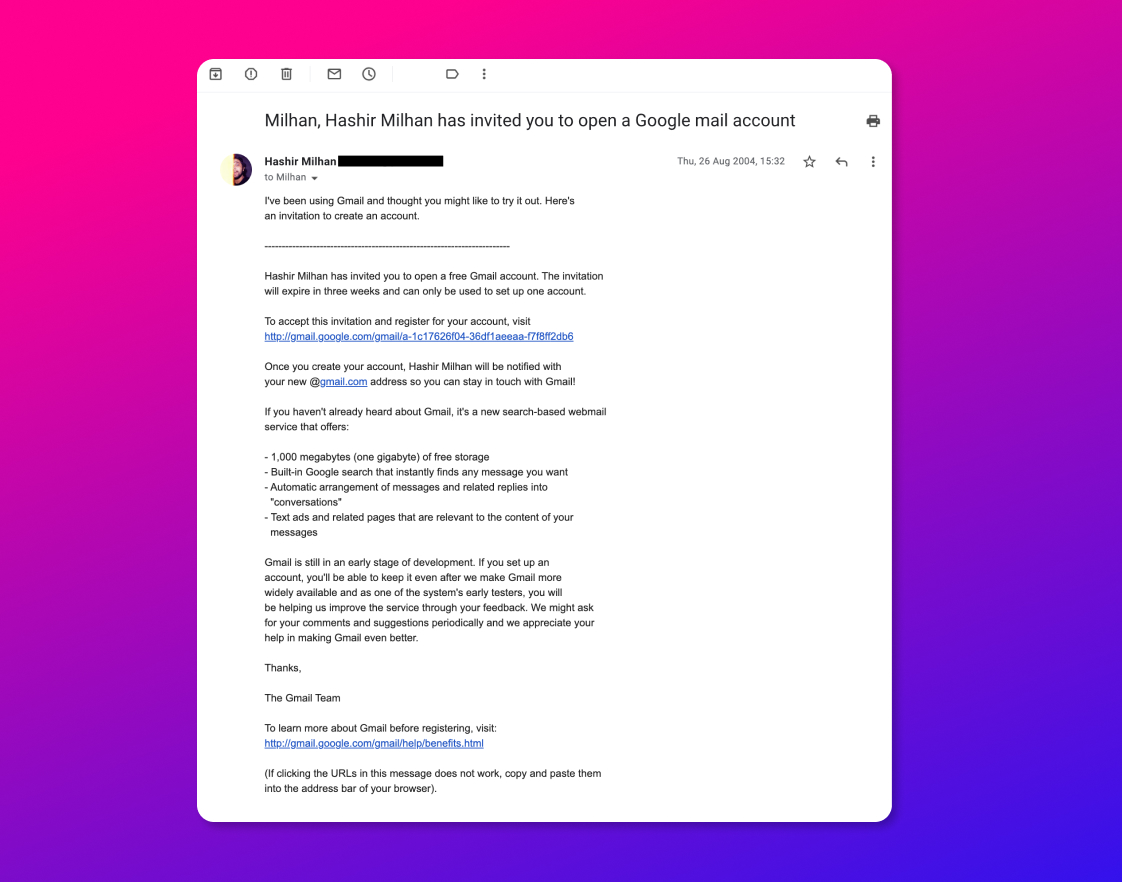 Milhan, Hashir Milhan has invited you to open a Google mail account
Hashir Milhan
Thu, 26 Aug 2004, 15:32
to Milhan
I've been using Gmail and thought you might like to try it out. Here's
an invitation to create an account.
-----------------------------------------------------------------------
Hashir Milhan has invited you to open a free Gmail account. The invitation
will expire in three weeks and can only be used to set up one account.
To accept this invitation and register for your account, visit
http://gmail.google.com/gmail/a-1c17626f04-36df1aeeaa-f7f8ff2db6
Once you create your account, Hashir Milhan will be notified with
your new @gmail.com address so you can stay in touch with Gmail!
If you haven't already heard about Gmail, it's a new search-based webmail
service that offers:
- 1,000 megabytes (one gigabyte) of free storage
- Built-in Google search that instantly finds any message you want
- Automatic arrangement of messages and related replies into
"conversations"
- Text ads and related pages that are relevant to the content of your
messages
Gmail is still in an early stage of development. If you set up an
account, you'll be able to keep it even after we make Gmail more
widely available and as one of the system's early testers, you will
be helping us improve the service through your feedback. We might ask
for your comments and suggestions periodically and we appreciate your
help in making Gmail even better.
Thanks,
The Gmail Team
To learn more about Gmail before registering, visit:
http://gmail.google.com/gmail/help/benefits.html
(If clicking the URLs in this message does not work, copy and paste them
into the address bar of your browser).